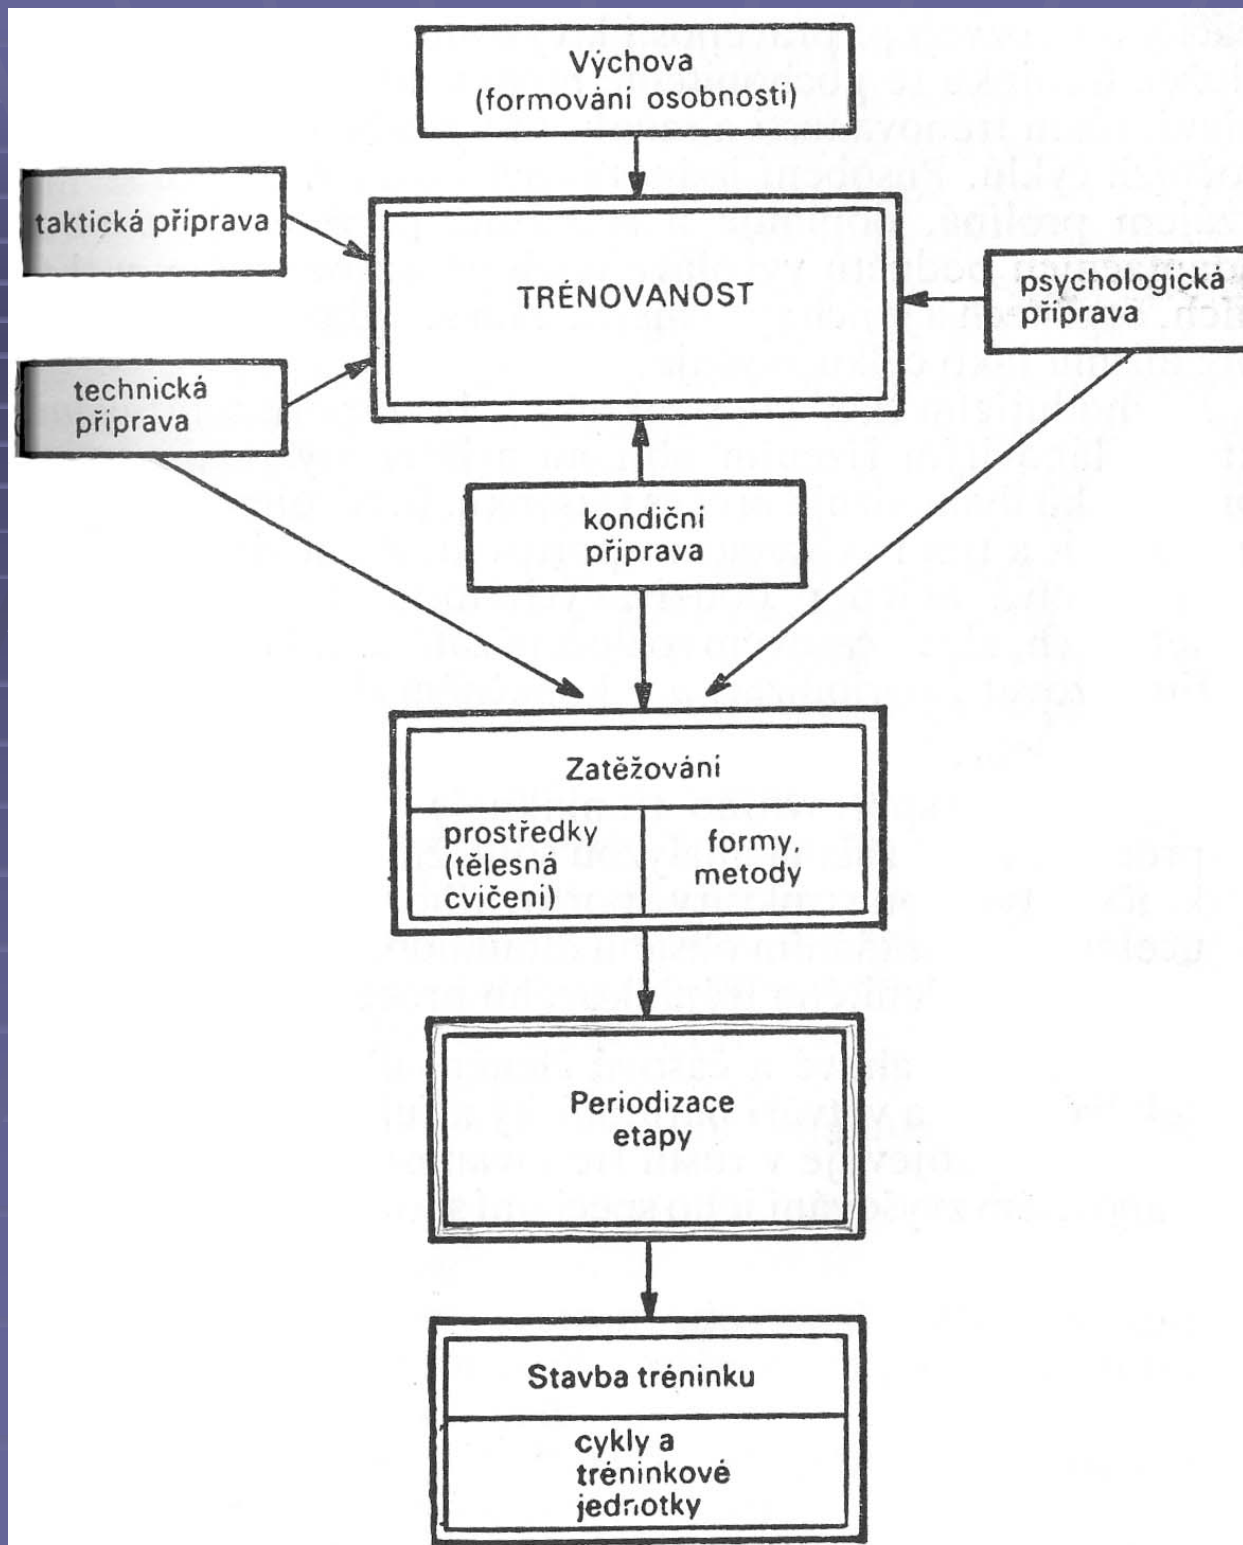 Výchova
(formování osobnosti)
taktická příprava
TRÉNOVANOST
psychologická
příprava
technická
příprava
kondiční
příprava
Zatěžování
prostředky
(tělesná
cvičeni)
formy,
metody
Periodizace
etapy
Stavba tréninku
cykly a
tréninkové
jednotky